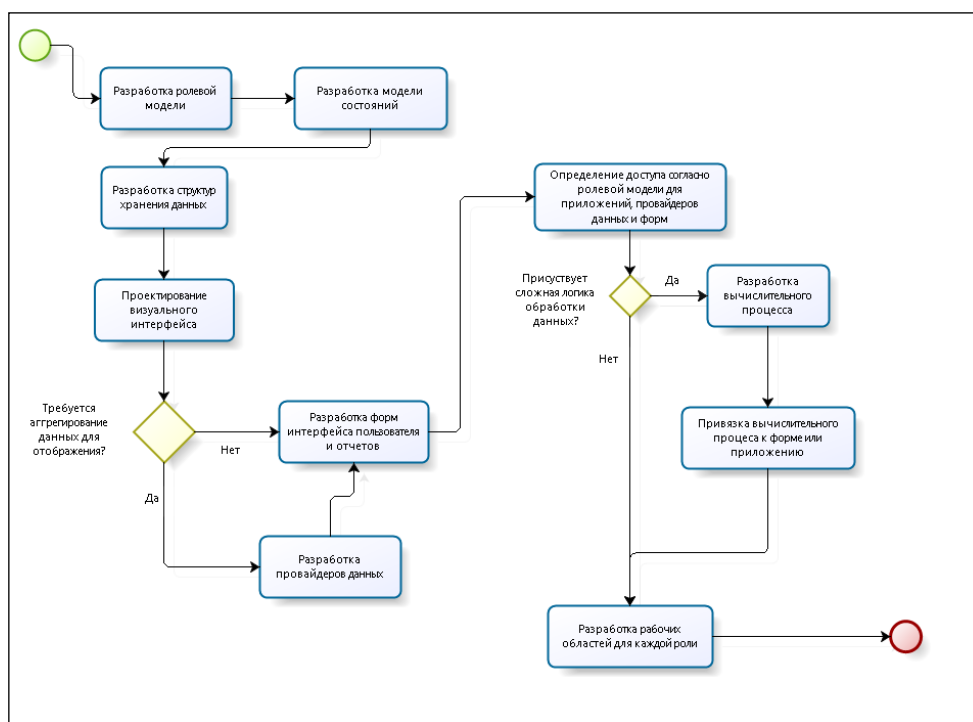 Разработка ролевой
модели
Разработка модели
состояний
Разработка структур
хранения данных
Проектирование
визуального
интерфейса
Требуется
аггрегирование
данных для
отображения?
Нет
Да
Разработка форм
интерфейса пользователя
и отчетов
Разработка
провайдеров данных
Определение доступа согласно
ролевой модели для
приложений, провайдеров
данных и форм
Присуствует
сложная логика
обработки
данных?
Да
Нет
Разработка
вычислительного
процесса
Привязка вычислительного
процеса к форме или
приложению
Разработка рабочих
областей для каждой роли